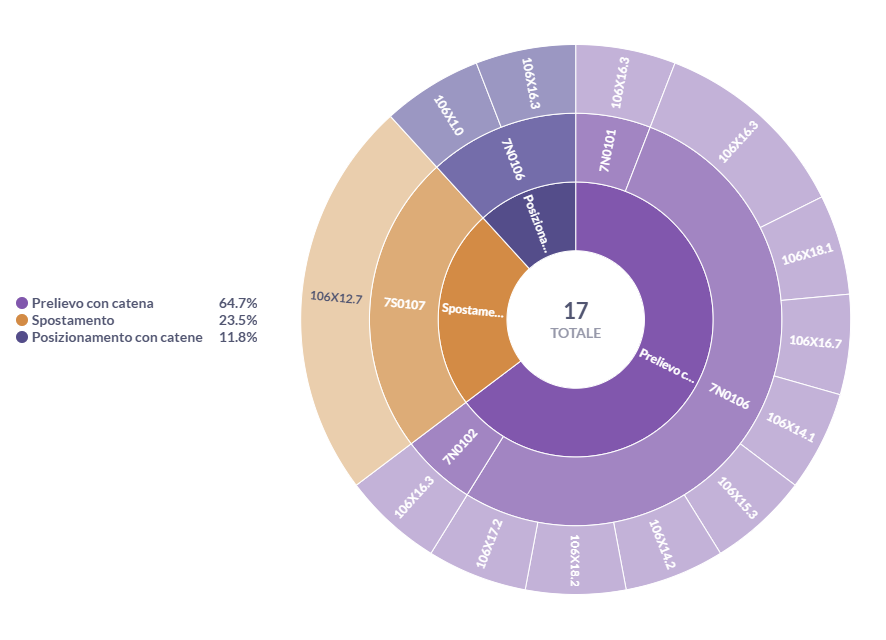 Prelievo con catena 64.7%
Spostamento 23.5%
Posizionamento con catene 11.8%
17
TOTALE
Prelievo c...
Spostame...
Posiziona...
7N0101
7N0106
7N0102
7S0107
7N0106
106X16.3
106X16.3
106X18.1
106X16.7
106X14.1
106X15.3
106X14.2
106X18.2
106X17.2
106X16.3
106X12.7
106X1.0
106X16.3